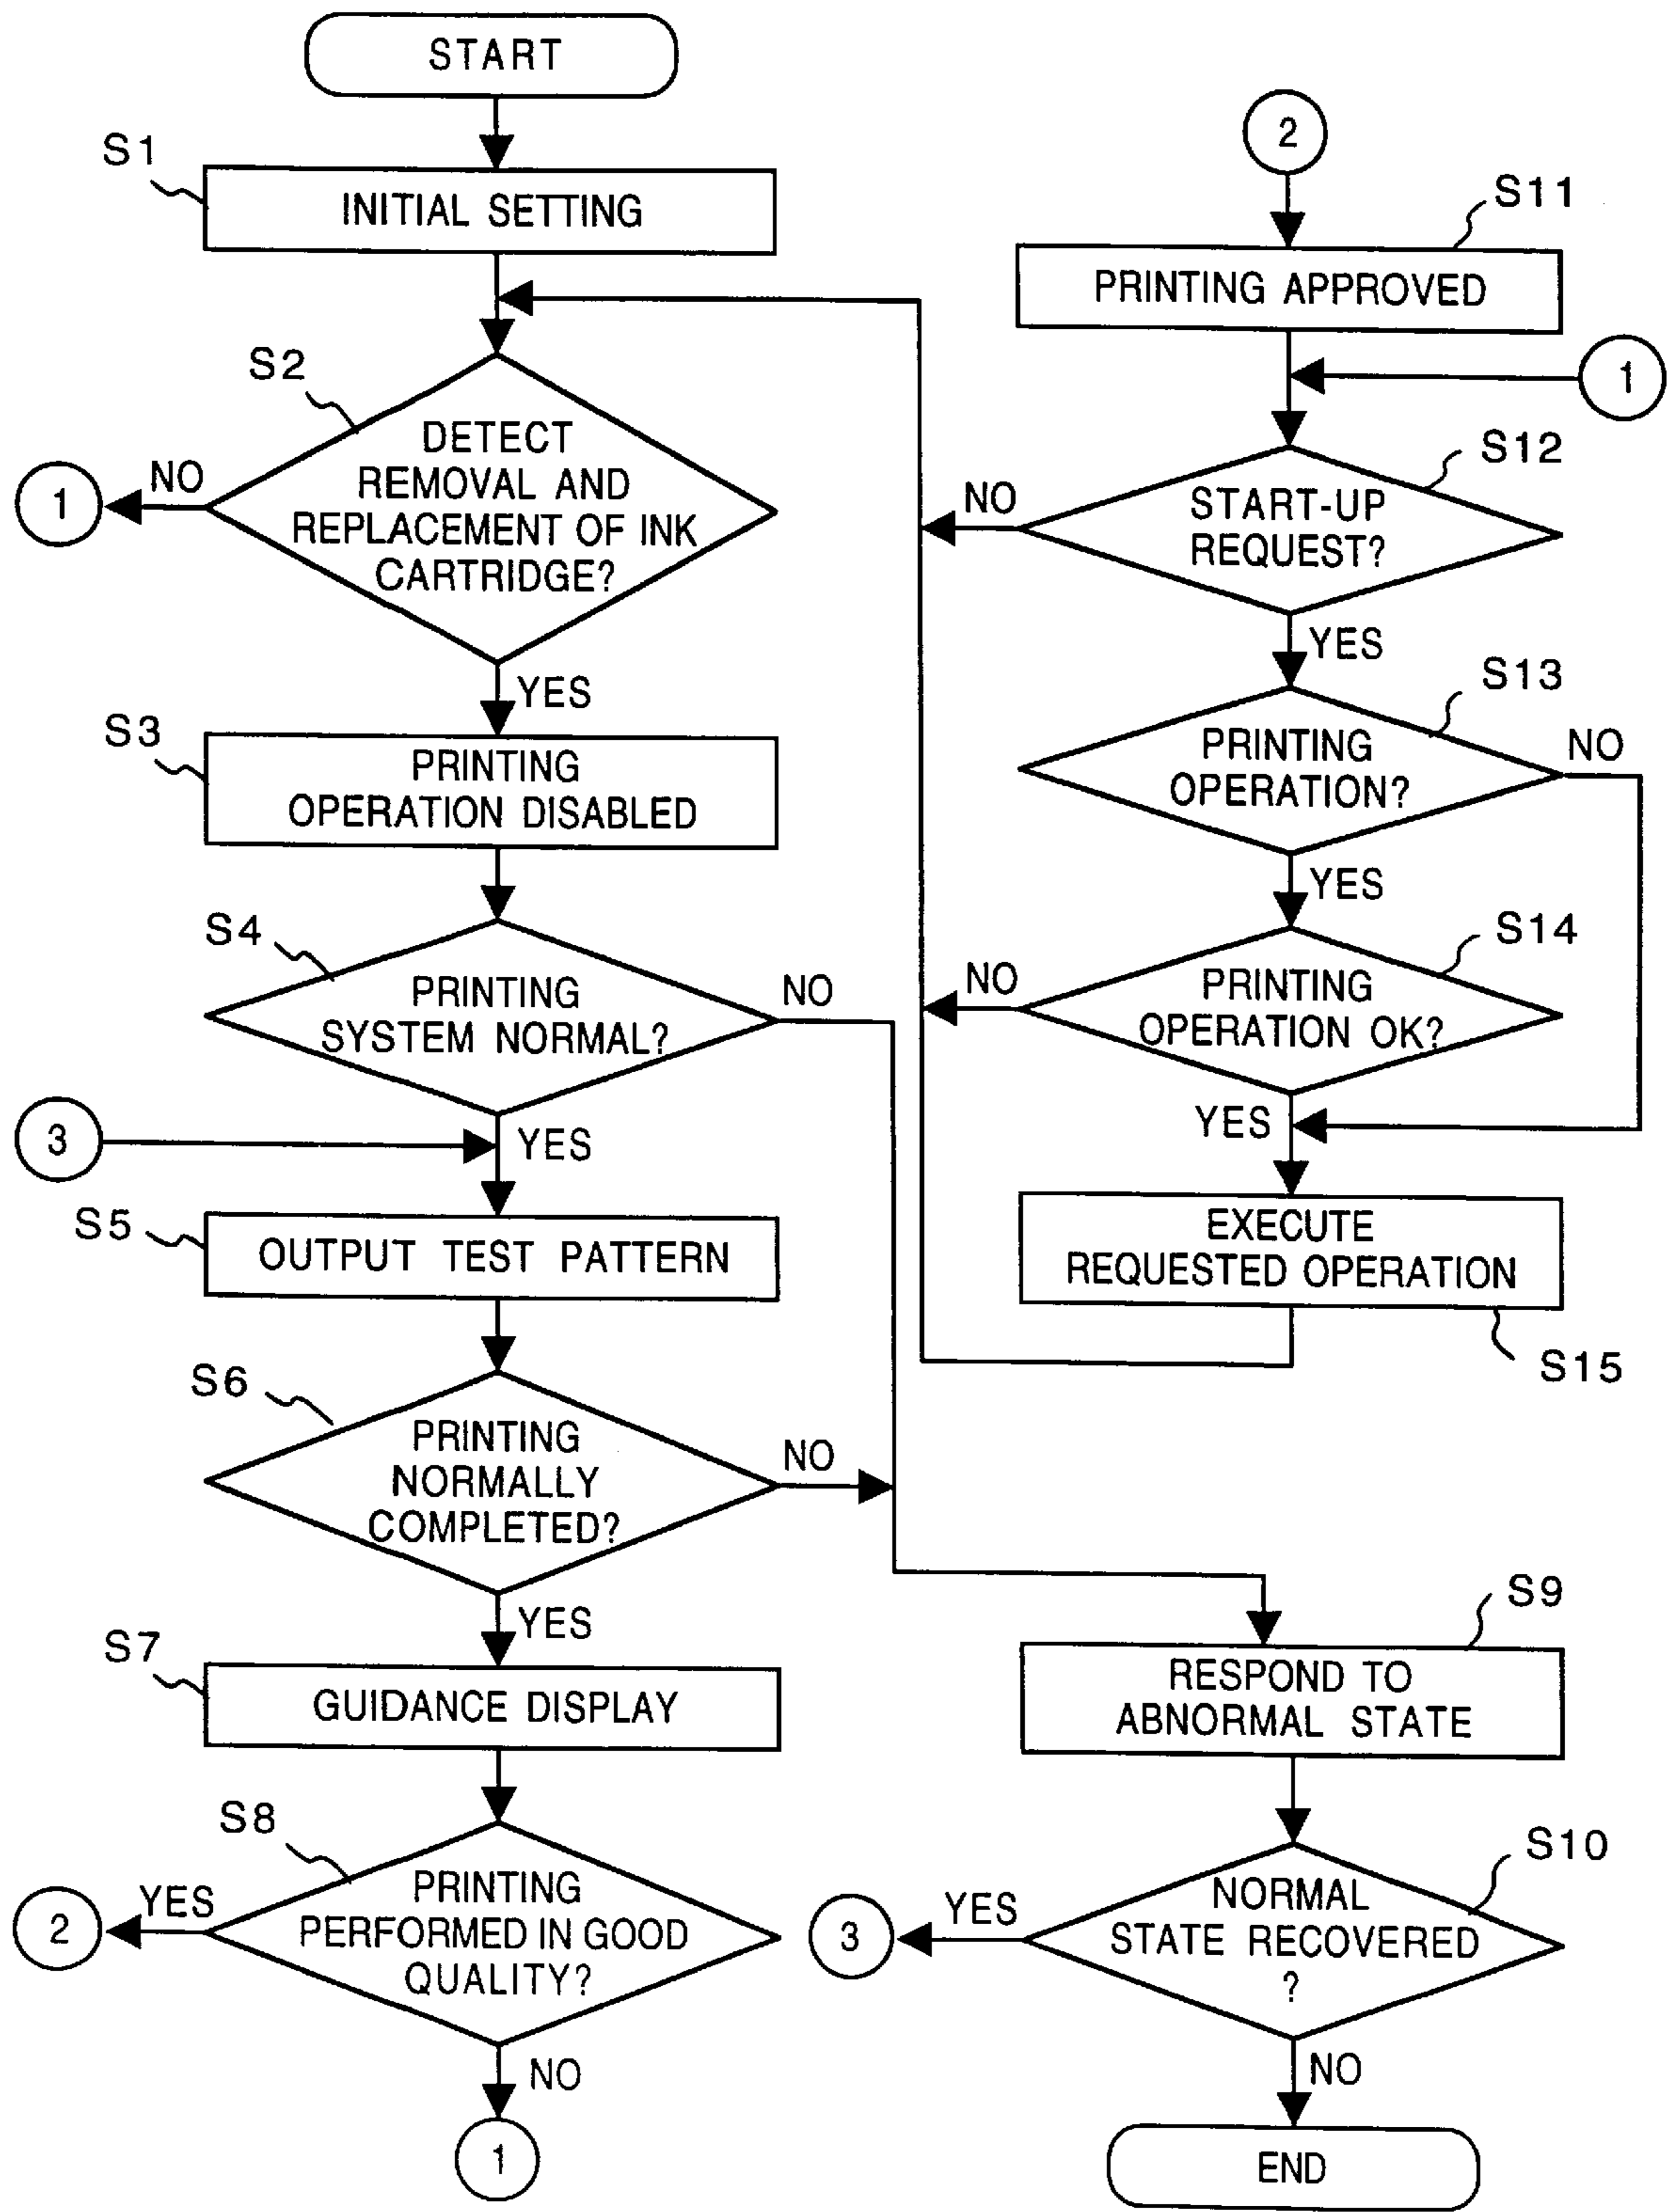 START
S1
INITIAL SETTING
S2
DETECT
REMOVAL AND
REPLACEMENT OF INK
CARTRIDGE?
NO
1
YES
S3
PRINTING
OPERATION DISABLED
S4
PRINTING
SYSTEM NORMAL?
NO
3
YES
S5
OUTPUT TEST PATTERN
S6
PRINTING
NORMALLY
COMPLETED?
NO
YES
S7
GUIDANCE DISPLAY
S8
PRINTING
PERFORMED IN GOOD
QUALITY?
YES
2
NO
1
2
S11
PRINTING APPROVED
1
S12
START-UP
REQUEST?
NO
YES
S13
PRINTING
OPERATION?
NO
YES
S14
PRINTING
OPERATION OK?
NO
YES
EXECUTE
REQUESTED OPERATION
S15
S9
RESPOND TO
ABNORMAL STATE
S10
NORMAL
STATE RECOVERED
?
YES
3
NO
END